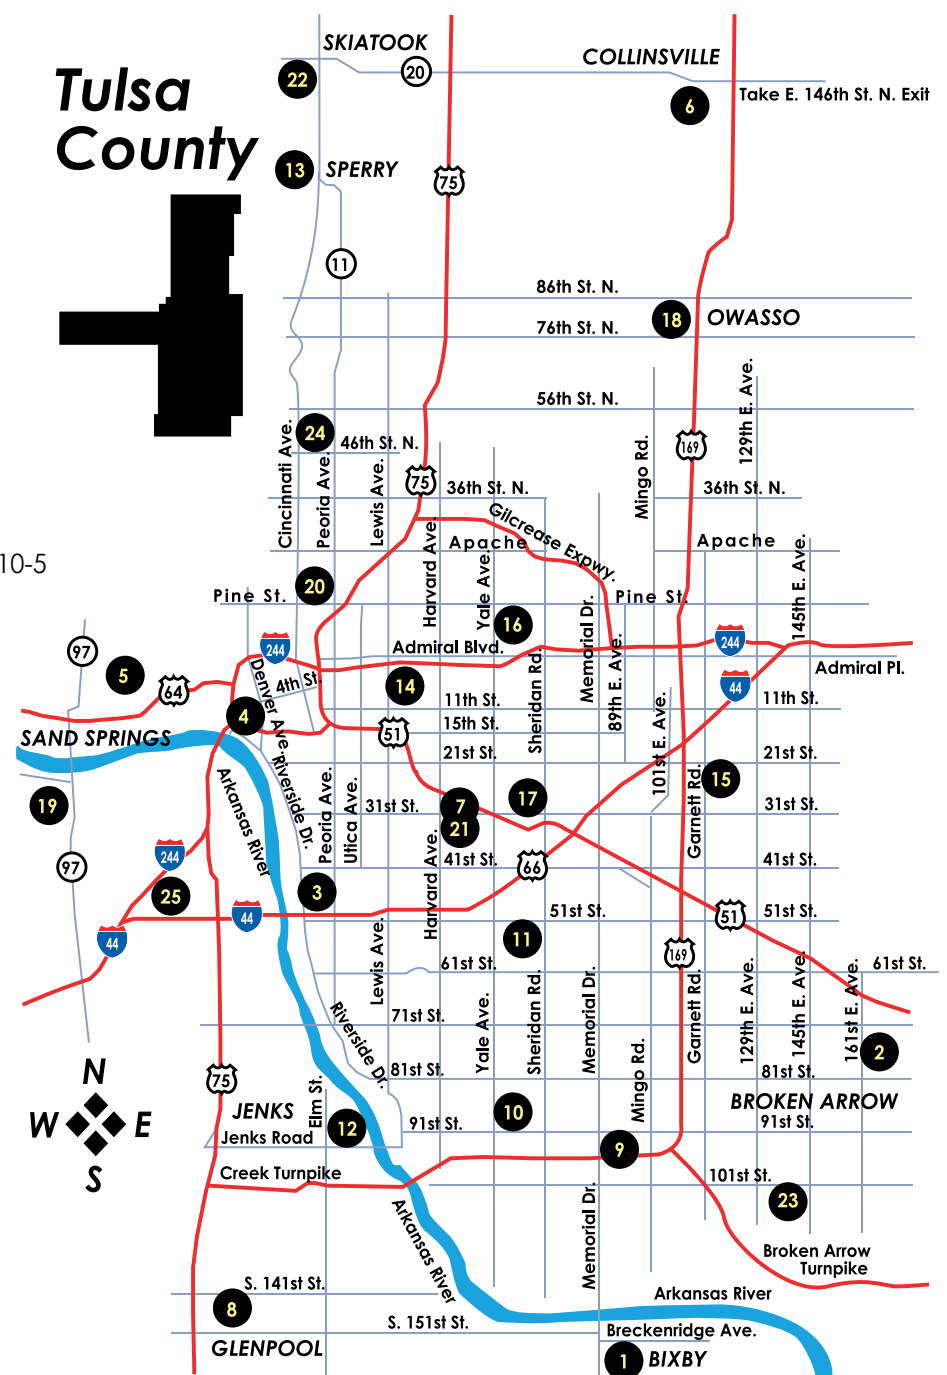 SKIATOOK
COLLINSVILLE
22
20
Tulsa
County
6
Take E. 146th St. N. Exit
13
SPERRY
75
11
86th St. N.
18
OWASSO
76th St. N.
56th St. N.
129th E. Ave.
24
Cincinnati Ave.
46th St. N.
Peoria Ave.
Lewis Ave.
Mingo Rd.
169
75
36th St. N.
36th St. N.
Gilcrease Expwy.
Harvard Ave.
Apache
Apache
10-5
Yale Ave.
145th E. Ave.
20
Pine St.
Memorial Dr.
Pine St.
16
97
244
Admiral Blvd.
244
89th E. Ave.
Sheridan Rd.
Admiral Pl.
5
64
Denver Ave.
4th St.
14
44
11th St.
11th St.
4
15th St.
51
101st E. Ave.
SAND SPRINGS
21st St.
21st St.
Arkansas River
Riverside Dr.
Peoria Ave.
Utica Ave.
19
31st St.
7
17
Garnett Rd.
15
31st St.
21
244
Harvard Ave.
41st St.
41st St.
97
66
25
3
44
51st St.
51
51st St.
44
11
169
Lewis Ave.
61st St.
61st St.
Riverside Dr.
71st St.
Yale Ave.
Sheridan Rd.
Memorial Dr.
Garnett Rd.
129th E. Ave.
145th E. Ave.
161st E. Ave.
2
Mingo Rd.
N
75
81st St.
81st St.
W
E
JENKS
Elm St.
10
BROKEN ARROW
12
91st St.
91st St.
Jenks Road
9
S
Creek Turnpike
101st St.
23
Arkansas River
Memorial Dr.
Broken Arrow
Turnpike
S. 141st St.
Arkansas River
8
S. 151st St.
Breckenridge Ave.
GLENPOOL
1
BIXBY